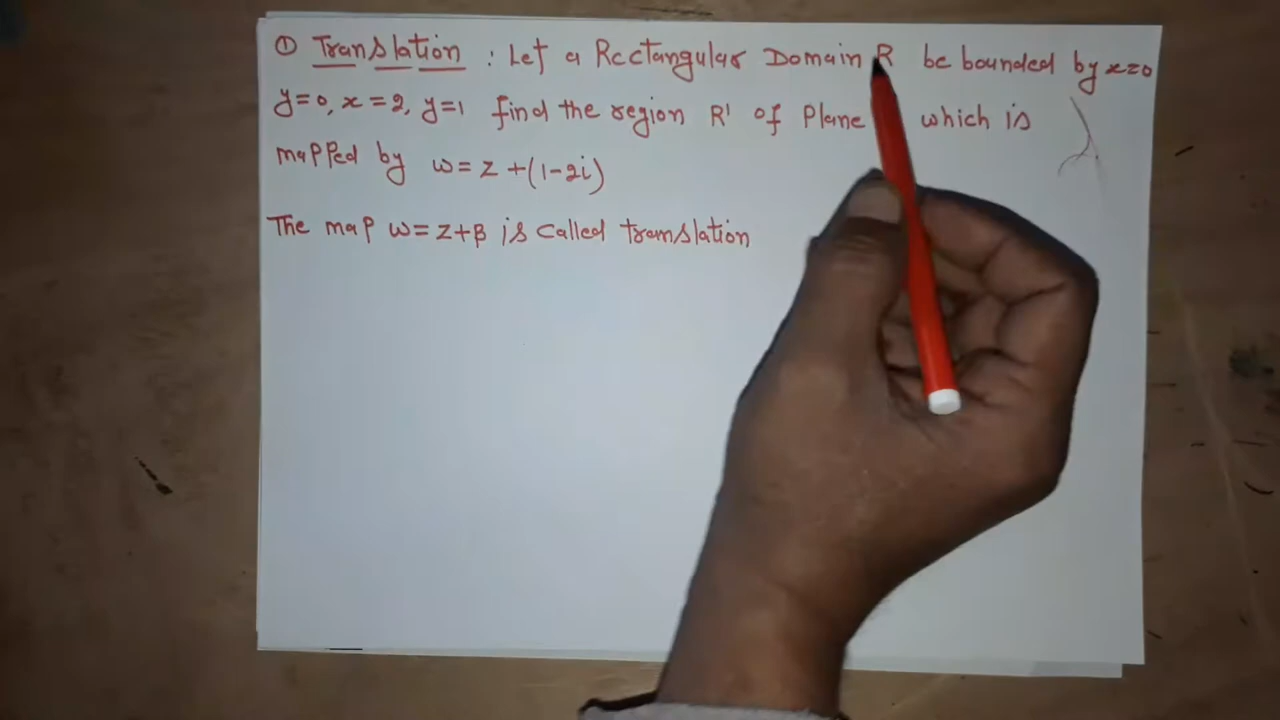 ① Translation : Let a Rectangular Domain R be bounded by x=0
y=0, x=2, y=1 find the region R' of Plane which is
mapped by w=z+(1-2i)
The map w=z+β is called translation